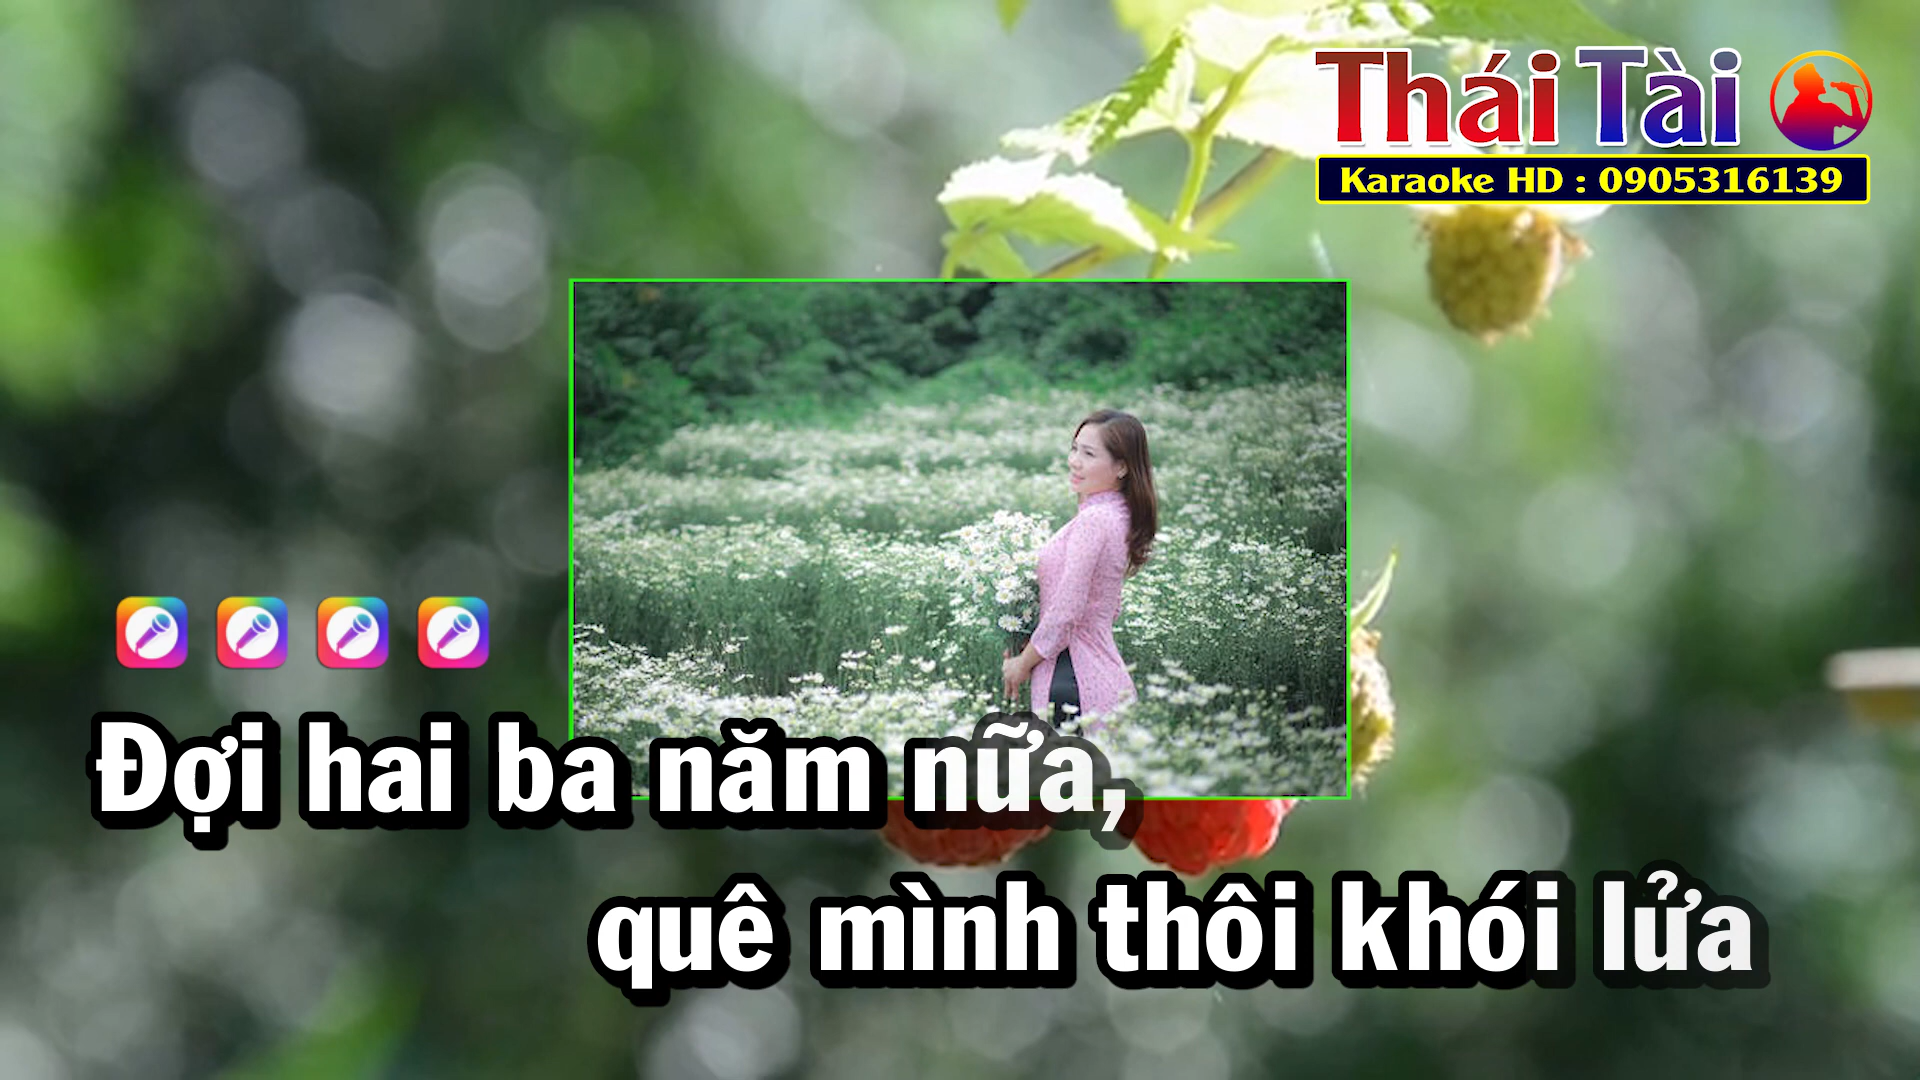 Thái Tài
Karaoke HD : 0905316139
Đợi hai ba năm nữa,
quê mình thôi khói lửa